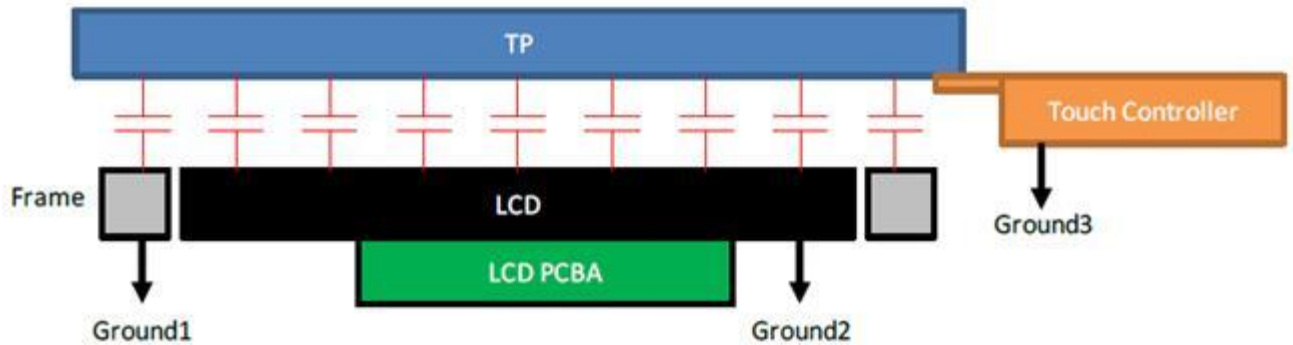 TP
Touch Controller
Frame
LCD
Ground3
LCD PCBA
Ground1
Ground2